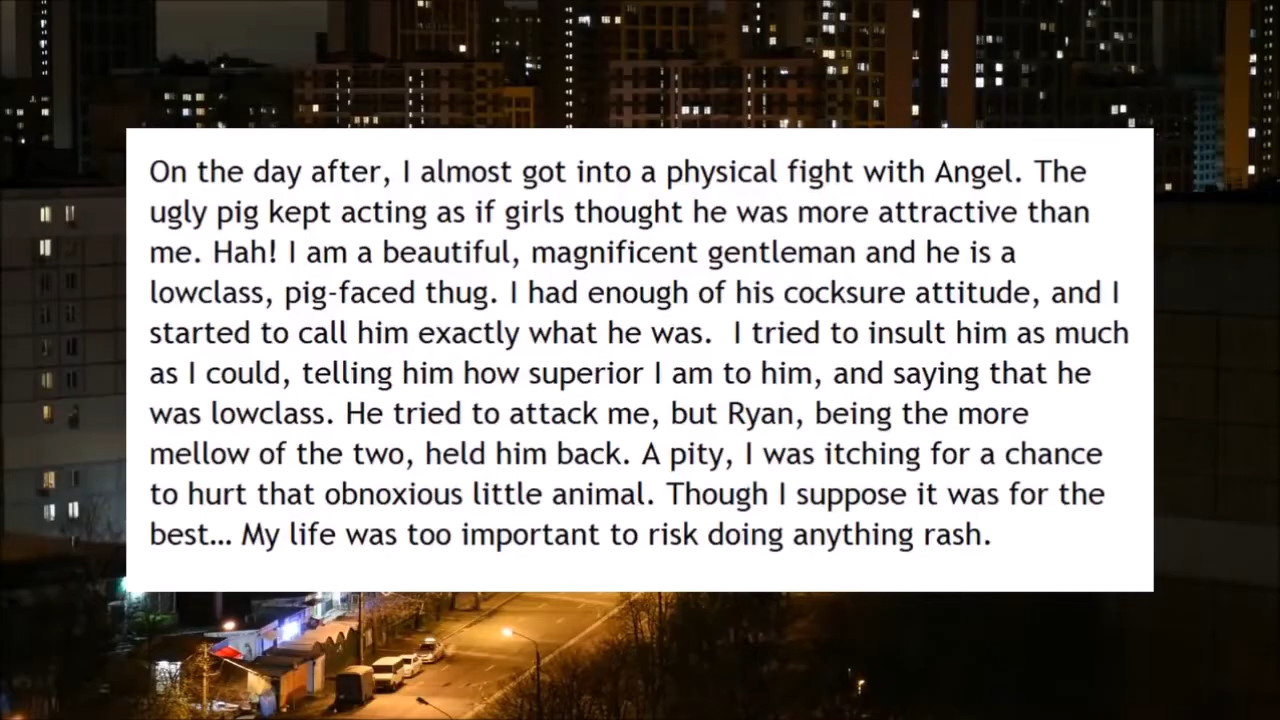 On the day after, I almost got into a physical fight with Angel. The
ugly pig kept acting as if girls thought he was more attractive than
me. Hah! I am a beautiful, magnificent gentleman and he is a
lowclass, pig-faced thug. I had enough of his cocksure attitude, and I
started to call him exactly what he was.  I tried to insult him as much
as I could, telling him how superior I am to him, and saying that he
was lowclass. He tried to attack me, but Ryan, being the more
mellow of the two, held him back. A pity, I was itching for a chance
to hurt that obnoxious little animal. Though I suppose it was for the
best… My life was too important to risk doing anything rash.